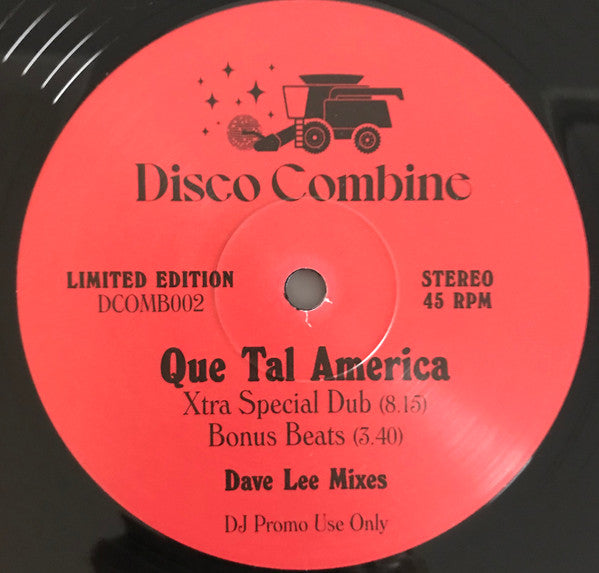 Disco Combine
LIMITED EDITION
DCOMB002
STEREO
45 RPM
Que Tal America
Xtra Special Dub (8.15)
Bonus Beats (3.40)
Dave Lee Mixes
DJ Promo Use Only